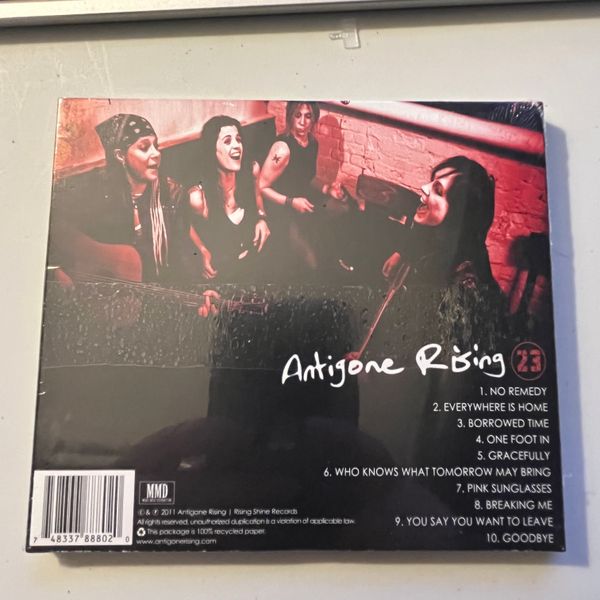 Antigone Rising 23
1. NO REMEDY
2. EVERYWHERE IS HOME
3. BORROWED TIME
4. ONE FOOT IN
5. GRACEFULLY
6. WHO KNOWS WHAT TOMORROW MAY BRING
7. PINK SUNGLASSES
8. BREAKING ME
9. YOU SAY YOU WANT TO LEAVE
10. GOODBYE
MMD
© & ℗ 2011 Antigone Rising | Rising Shine Records
All rights reserved, unauthorized duplication is a violation of applicable law.
This package is 100% recycled paper.
www.antigonerising.com
7 48337 88802 0